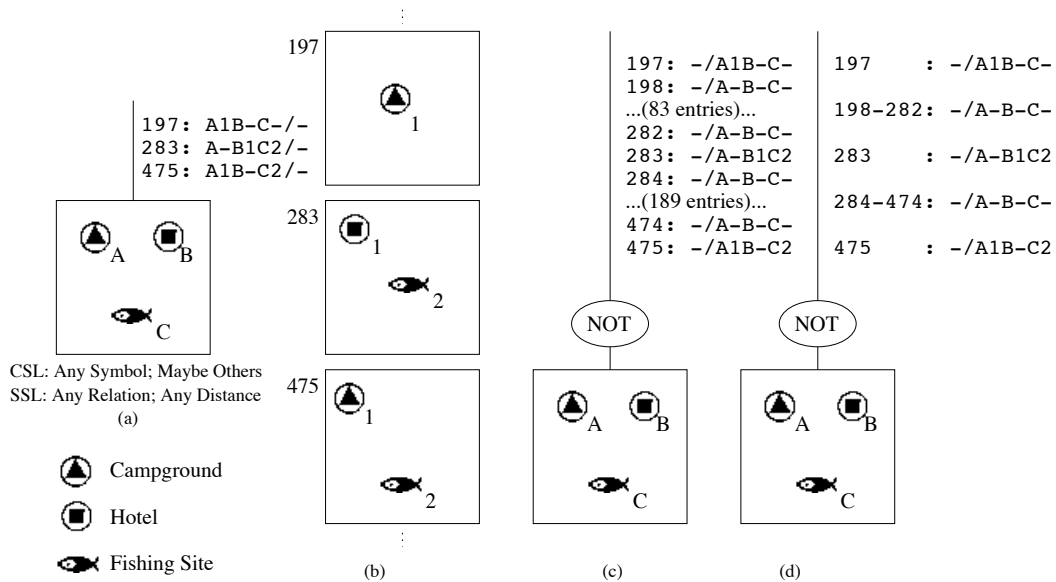 197: A1B-C-/-
283: A-B1C2/-
475: A1B-C2/-
A
B
C
CSL: Any Symbol; Maybe Others
SSL: Any Relation; Any Distance
(a)
Campground
Hotel
Fishing Site
197
1
283
1
2
475
1
2
(b)
197: -/A1B-C-
198: -/A-B-C-
...(83 entries)...
282: -/A-B-C-
283: -/A-B1C2
284: -/A-B-C-
...(189 entries)...
474: -/A-B-C-
475: -/A1B-C2
NOT
A
B
C
(c)
197 : -/A1B-C-
198-282: -/A-B-C-
283 : -/A-B1C2
284-474: -/A-B-C-
475 : -/A1B-C2
NOT
A
B
C
(d)